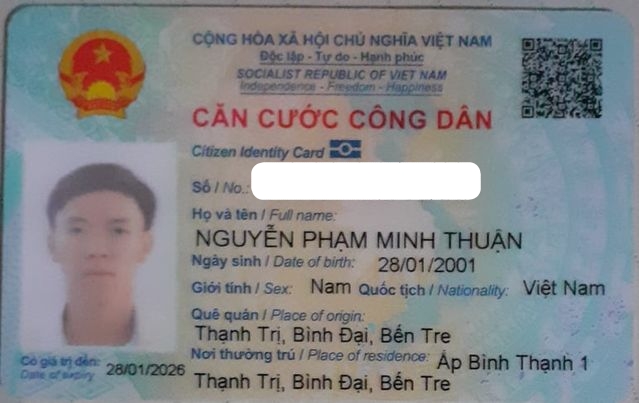 CỘNG HÒA XÃ HỘI CHỦ NGHĨA VIỆT NAM
Độc lập - Tự do - Hạnh phúc
SOCIALIST REPUBLIC OF VIET NAM
Independence - Freedom - Happiness
CĂN CƯỚC CÔNG DÂN
Citizen Identity Card
Số / No.:
Họ và tên / Full name:
NGUYỄN PHẠM MINH THUẬN
Ngày sinh / Date of birth: 28/01/2001
Giới tính / Sex: Nam Quốc tịch / Nationality: Việt Nam
Quê quán / Place of origin:
Thạnh Trị, Bình Đại, Bến Tre
Nơi thường trú / Place of residence: Ấp Bình Thạnh 1
Thạnh Trị, Bình Đại, Bến Tre
Có giá trị đến: 28/01/2026
Date of expiry